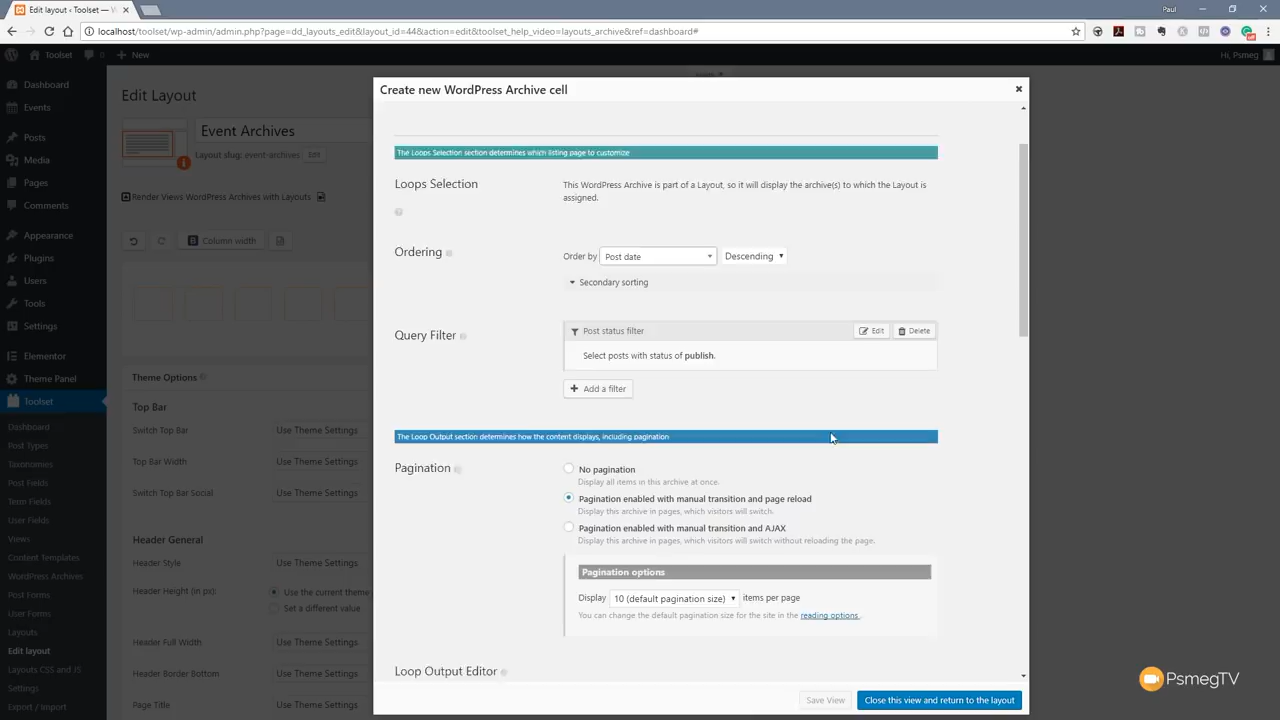 Edit layout < Toolset — W
Paul
localhost/toolset/wp-admin/admin.php?page=dd_layouts_edit&layout_id=44&action=edit&toolset_help_video=layouts_archive&ref=dashboard#
Toolset
0
New
Hi, Psmeg
Dashboard
Events
Posts
Media
Pages
Comments
Appearance
Plugins
Users
Tools
Settings
Elementor
Theme Panel
Toolset
Dashboard
Post Types
Taxonomies
Post Fields
Term Fields
User Fields
Views
Content Templates
WordPress Archives
Post Forms
User Forms
Layouts
Edit layout
Layouts CSS and JS
Settings
Export / Import
Edit Layout
Event Archives
Layout slug: event-archives Edit
Render Views WordPress Archives with Layouts
Column width
Theme Options
Top Bar
Switch Top Bar Use Theme Settings
Top Bar Width Use Theme Settings
Switch Top Bar Social Use Theme Settings
Header General
Header Style Use Theme Settings
Header Height (in px): Use the current theme
Set a different value
Header Full Width Use Theme Settings
Header Border Bottom Use Theme Settings
Page Title Use Theme Settings
Create new WordPress Archive cell
The Loops Selection section determines which listing page to customize
Loops Selection
This WordPress Archive is part of a Layout, so it will display the archive(s) to which the Layout is
assigned.
Ordering
Order by Post date Descending
Secondary sorting
Query Filter
Post status filter Edit Delete
Select posts with status of publish.
Add a filter
The Loop Output section determines how the content displays, including pagination
Pagination
No pagination
Display all items in this archive at once.
Pagination enabled with manual transition and page reload
Display this archive in pages, which visitors will switch.
Pagination enabled with manual transition and AJAX
Display this archive in pages, which visitors will switch without reloading the page.
Pagination options
Display 10 (default pagination size) items per page
You can change the default pagination size for the site in the reading options .
Loop Output Editor
Save View
Close this view and return to the layout
PsmegTV